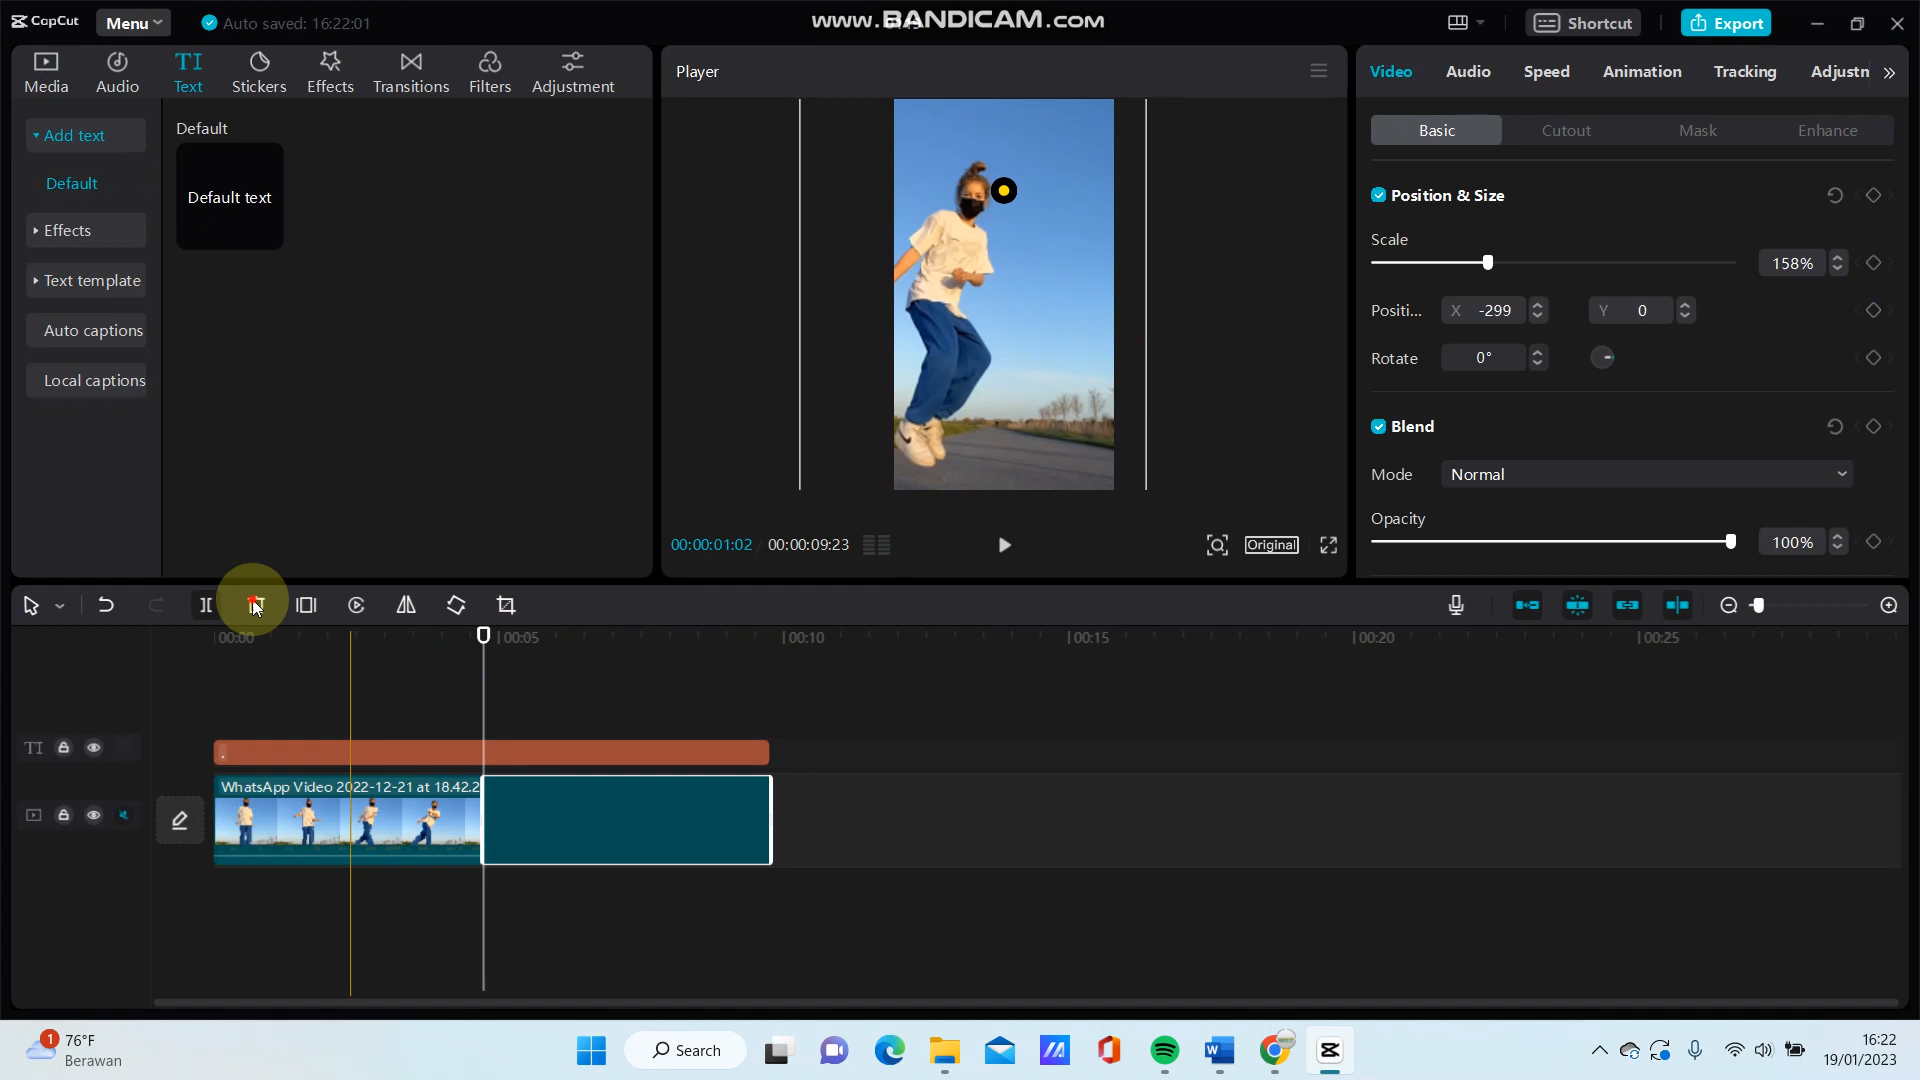 CapCut
Menu
Auto saved: 16:22:01
www.BANDICAM.com
Shortcut
Export
Media
Audio
TI
Text
Stickers
Effects
Transitions
Filters
Adjustment
Player
Video
Audio
Speed
Animation
Tracking
Adjustn
Add text
Default
Effects
Text template
Auto captions
Local captions
Default
Default text
Basic
Cutout
Mask
Enhance
Position & Size
Scale
158%
Positi... X -299 Y 0
Rotate 0°
Blend
Mode Normal
Opacity
100%
00:00:01:02 00:00:09:23
Original
00:00 00:05 00:10 00:15 00:20 00:25
TI
.
WhatsApp Video 2022-12-21 at 18.42.2
1
76°F
Berawan
Search
16:22
19/01/2023